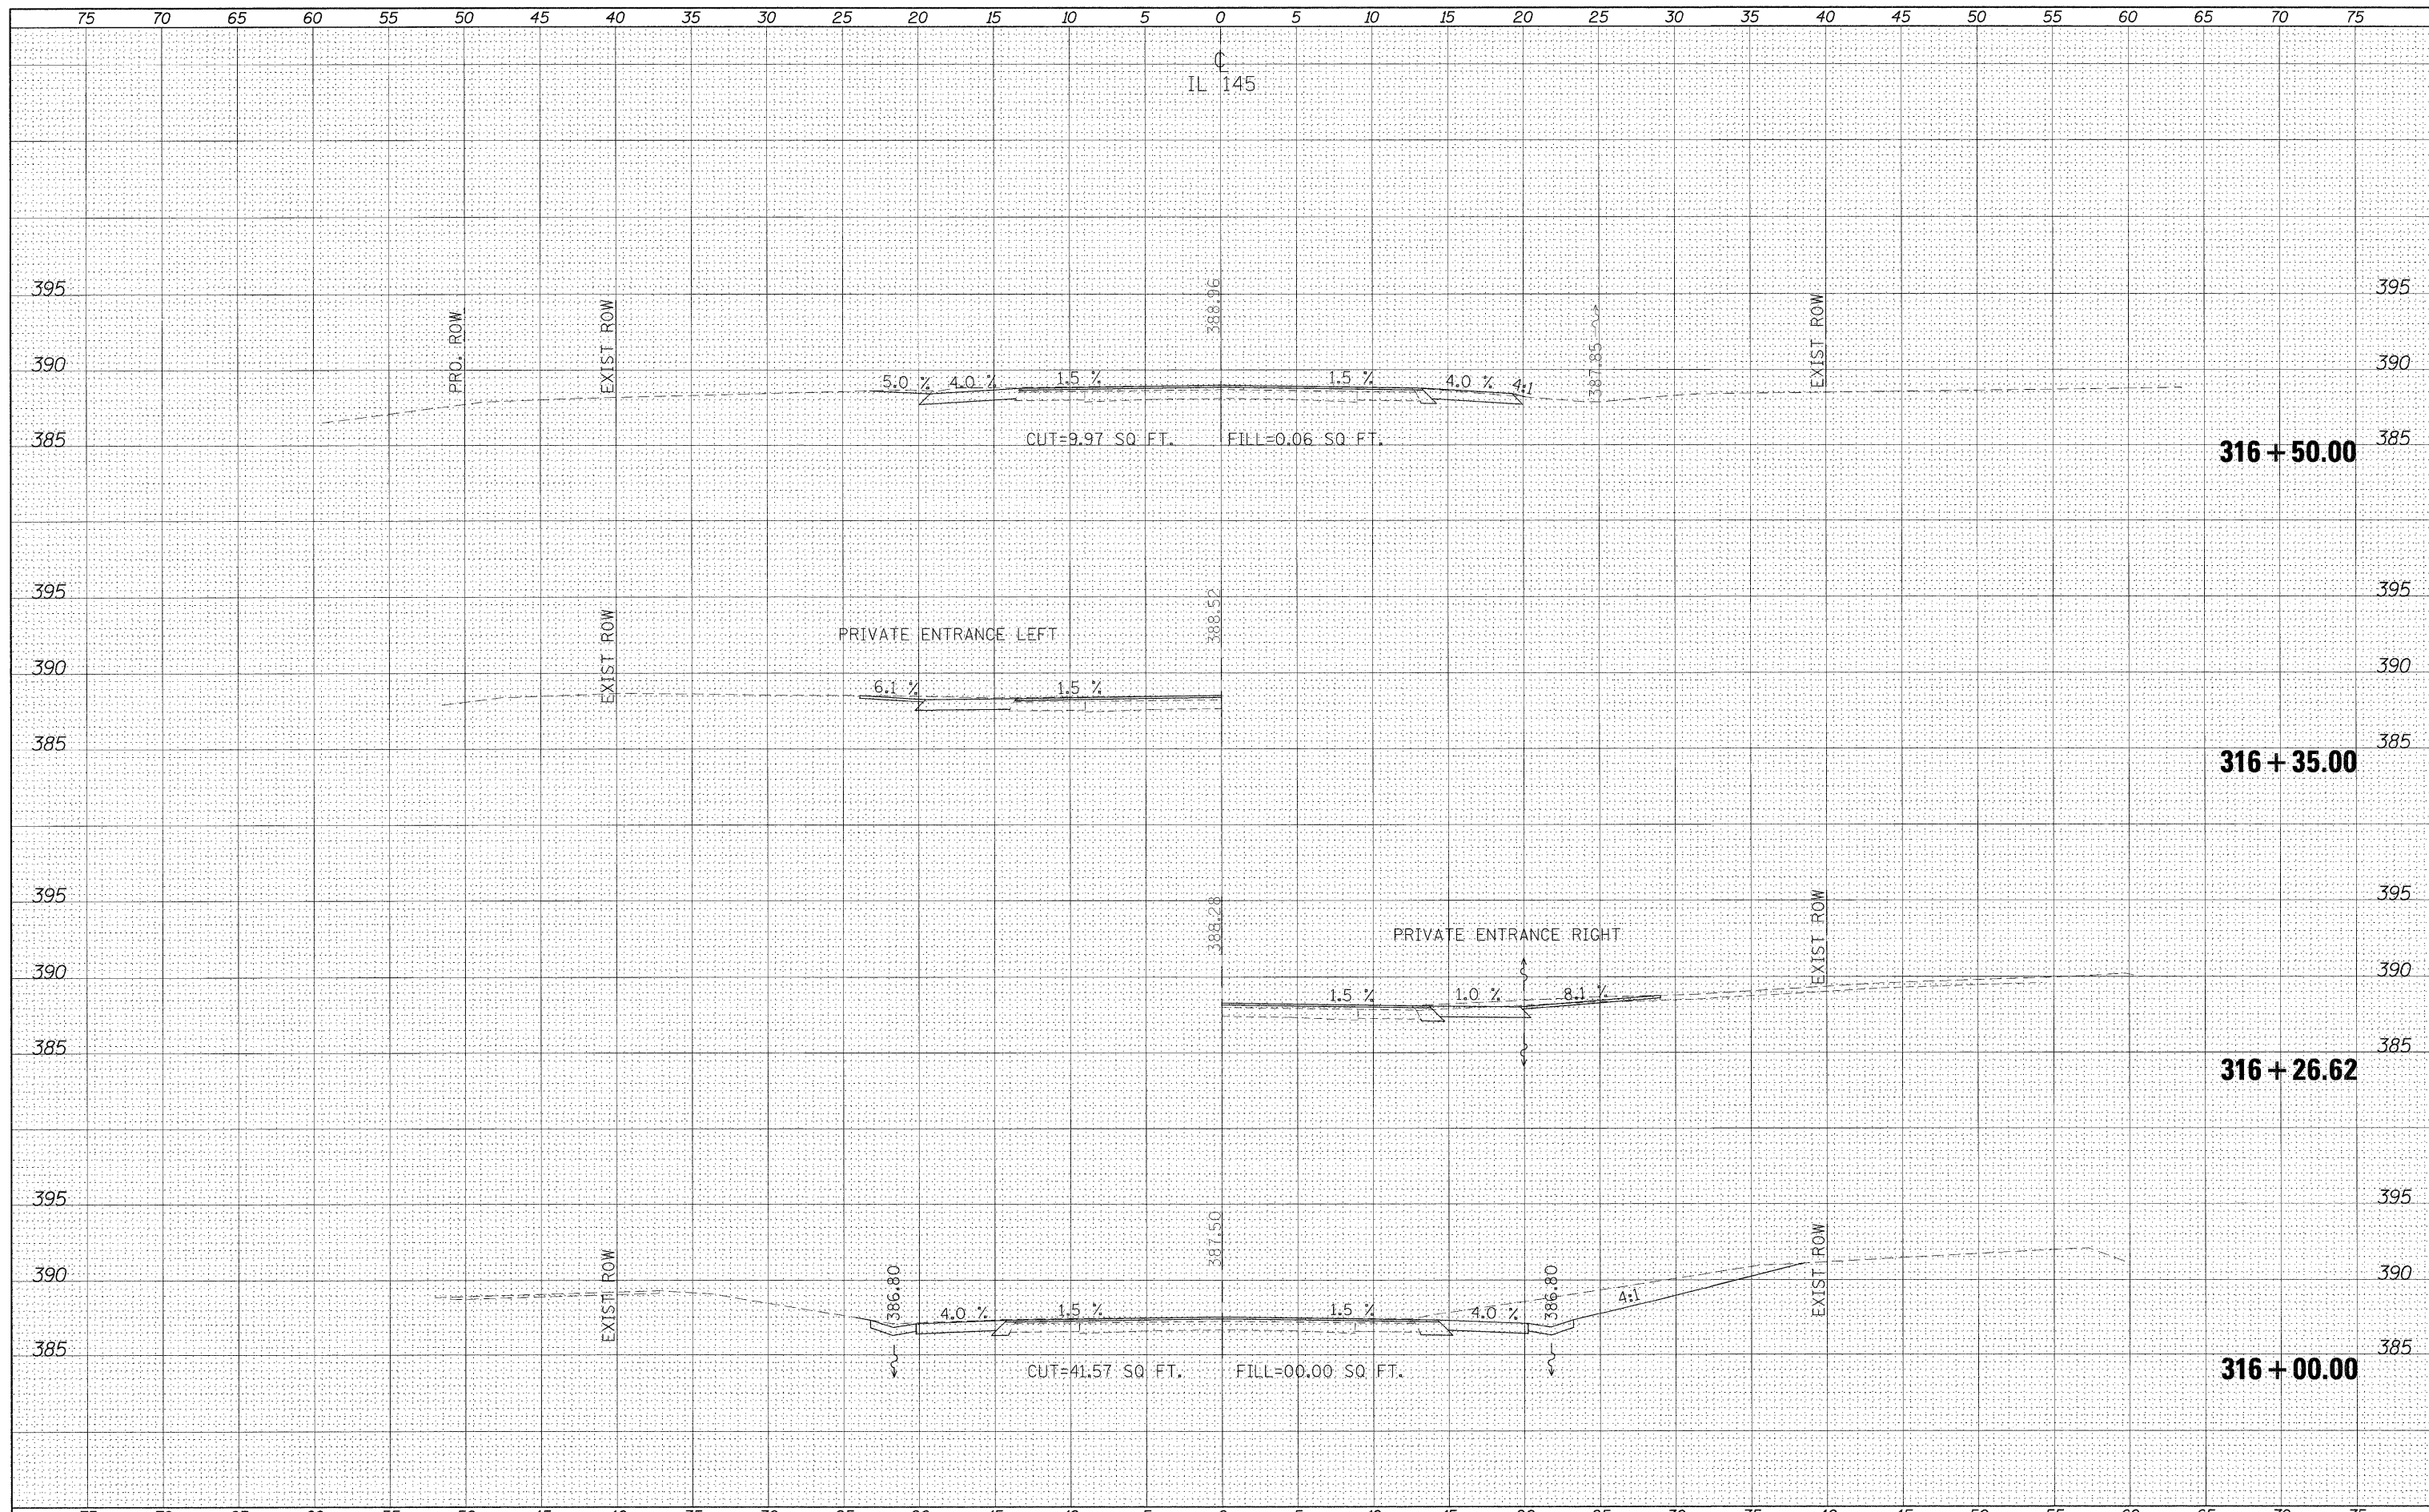 75 70 65 60 55 50 45 40 35 30 25 20 15 10 5 0 5 10 15 20 25 30 35 40 45 50 55 60 65 70 75
℄
IL 145
395 PRO. ROW EXIST ROW 388.96 387.85 EXIST ROW 395
390 5.0 % 4.0 % 1.5 % 1.5 % 4.0 % 4:1 390
385 CUT=9.97 SQ FT. FILL=0.06 SQ FT. 385
316+50.00
395 EXIST ROW 388.52 395
PRIVATE ENTRANCE LEFT
390 6.1 % 1.5 % 390
385 385
316+35.00
395 388.28 EXIST ROW 395
PRIVATE ENTRANCE RIGHT
390 1.5 % 1.0 % 8.1 % 390
385 385
316+26.62
395 387.50 EXIST ROW 395
390 EXIST ROW 386.80 386.80 4:1 390
4.0 % 1.5 % 1.5 % 4.0 %
385 385
CUT=41.57 SQ FT. FILL=00.00 SQ FT.
316+00.00